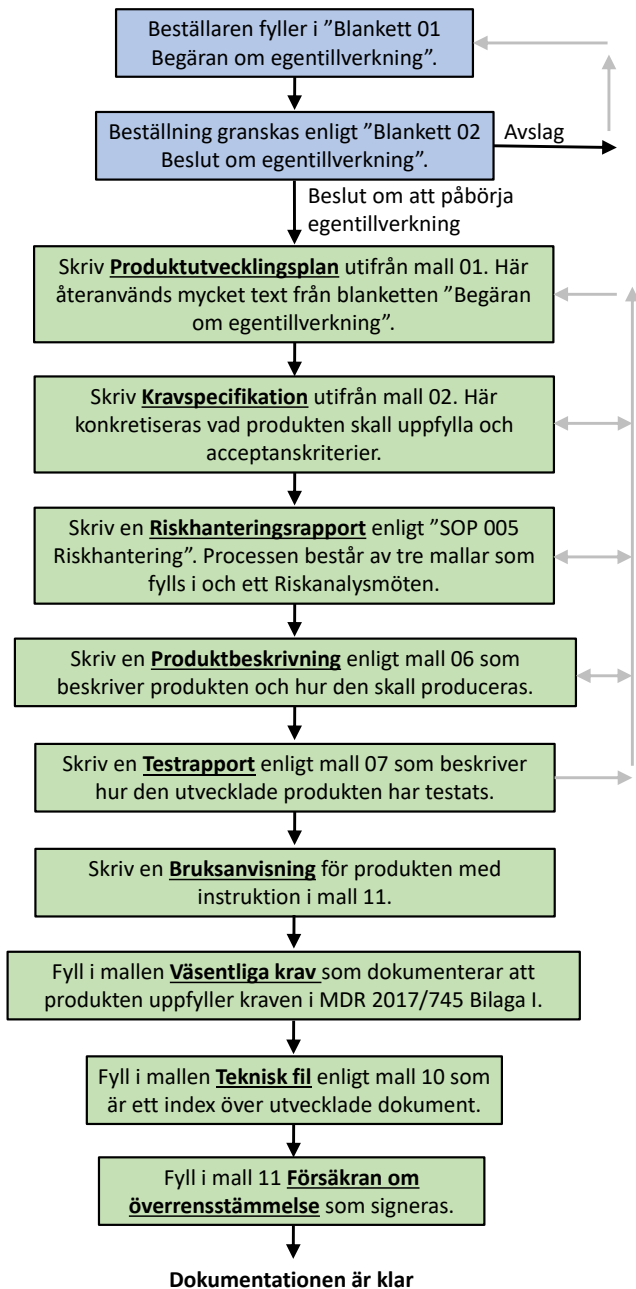 Beställaren fyller i ”Blankett 01
Begäran om egentillverkning”.
Beställning granskas enligt ”Blankett 02
Beslut om egentillverkning”.
Avslag
Beslut om att påbörja
egentillverkning
Skriv Produktutvecklingsplan utifrån mall 01. Här
återanvänds mycket text från blanketten ”Begäran
om egentillverkning”.
Skriv Kravspecifikation utifrån mall 02. Här
konkretiseras vad produkten skall uppfylla och
acceptanskriterier.
Skriv en Riskhanteringsrapport enligt ”SOP 005
Riskhantering”. Processen består av tre mallar som
fylls i och ett Riskanalysmöten.
Skriv en Produktbeskrivning enligt mall 06 som
beskriver produkten och hur den skall produceras.
Skriv en Testrapport enligt mall 07 som beskriver
hur den utvecklade produkten har testats.
Skriv en Bruksanvisning för produkten med
instruktion i mall 11.
Fyll i mallen Väsentliga krav som dokumenterar att
produkten uppfyller kraven i MDR 2017/745 Bilaga I.
Fyll i mallen Teknisk fil enligt mall 10 som
är ett index över utvecklade dokument.
Fyll i mall 11 Försäkran om
överrensstämmelse som signeras.
Dokumentationen är klar